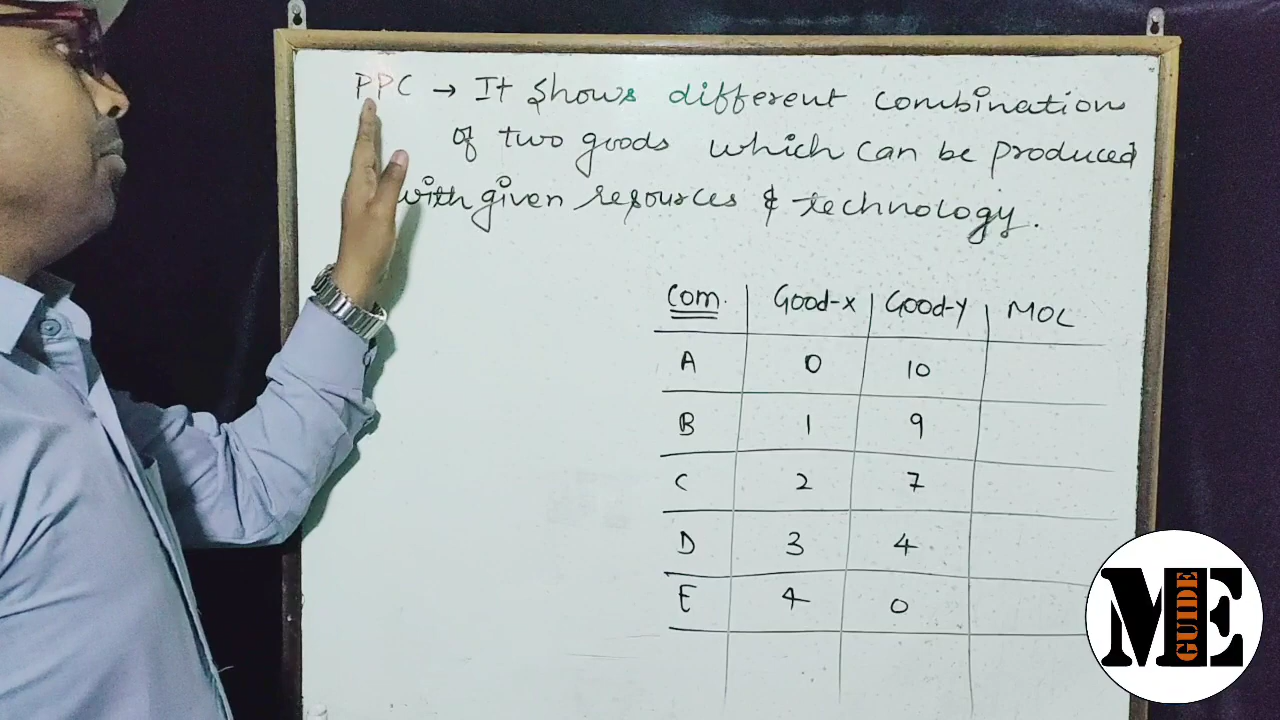 PPC → It shows different combination
of two goods which can be produced
with given resources & technology.
Com. Good-x Good-y MOC
A 0 10
B 1 9
C 2 7
D 3 4
E 4 0
ME
GUIDE